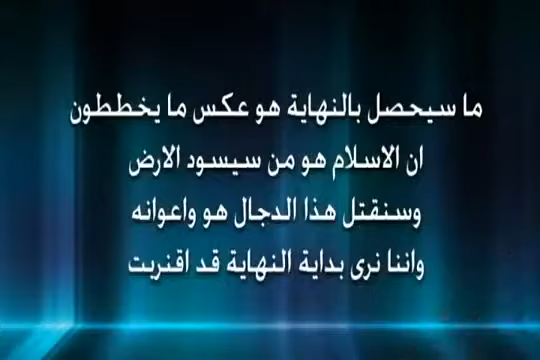 ما سيحصل بالنهاية هو عكس ما يخططون
ان الاسلام هو من سيسود الارض
وسنقتل هذا الدجال هو واعوانه
واننا نرى بداية النهاية قد اقتربت